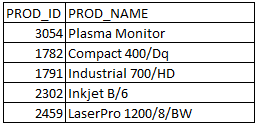 PROD_ID PROD_NAME
3054 Plasma Monitor
1782 Compact 400/Dq
1791 Industrial 700/HD
2302 Inkjet B/6
2459 LaserPro 1200/8/BW